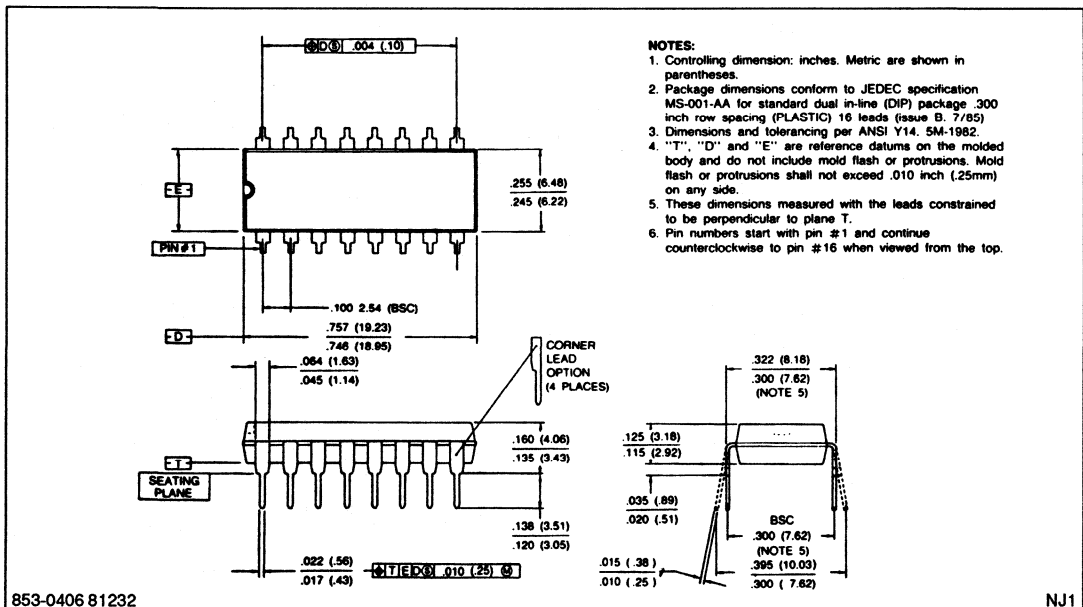 ⌖ D Ⓢ .004 (.10)
NOTES:
1. Controlling dimension: inches. Metric are shown in
parentheses.
2. Package dimensions conform to JEDEC specification
MS-001-AA for standard dual in-line (DIP) package .300
inch row spacing (PLASTIC) 16 leads (issue B. 7/85)
3. Dimensions and tolerancing per ANSI Y14. 5M-1982.
4. "T", "D" and "E" are reference datums on the molded
body and do not include mold flash or protrusions. Mold
flash or protrusions shall not exceed .010 inch (.25mm)
on any side.
5. These dimensions measured with the leads constrained
to be perpendicular to plane T.
6. Pin numbers start with pin #1 and continue
counterclockwise to pin #16 when viewed from the top.
-E-
.255 (6.48)
.245 (6.22)
PIN #1
.100 2.54 (BSC)
-D-
.757 (19.23)
.746 (18.95)
.064 (1.63)
.045 (1.14)
CORNER
LEAD
OPTION
(4 PLACES)
.322 (8.18)
.300 (7.62)
(NOTE 5)
.160 (4.06)
.135 (3.43)
.125 (3.18)
.115 (2.92)
-T-
SEATING
PLANE
.138 (3.51)
.120 (3.05)
.035 (.89)
.020 (.51)
BSC
.300 (7.62)
(NOTE 5)
.022 (.56)
.017 (.43)
⌖ T E D Ⓢ .010 (.25) Ⓜ
.015 ( .38)
.010 ( .25 )
.395 (10.03)
.300 ( 7.62)
853-0406 81232
NJ1